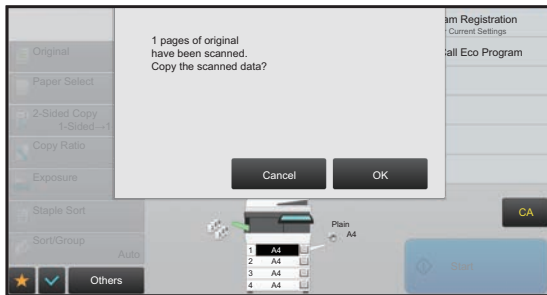 1 pages of original
have been scanned.
Copy the scanned data?
Cancel
OK
am Registration
Current Settings
Call Eco Program
Original
Paper Select
2-Sided Copy
1-Sided→1
Copy Ratio
Exposure
Staple Sort
Sort/Group
Auto
Others
Plain
A4
1 A4
2 A4
3 A4
4 A4
CA
Start